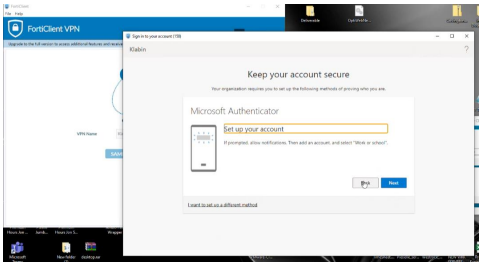 FortiClient
File Help
FortiClient VPN
Upgrade to the full version to access additional features and receive
VPN Name
Sign in to your account
Klabin
?
Keep your account secure
Your organization requires you to set up the following methods of proving who you are.
Microsoft Authenticator
Set up your account
If prompted, allow notifications. Then add an account, and select "Work or school".
Back
Next
I want to set up a different method
Deliverable
Microsoft
New folder
desktop.rar